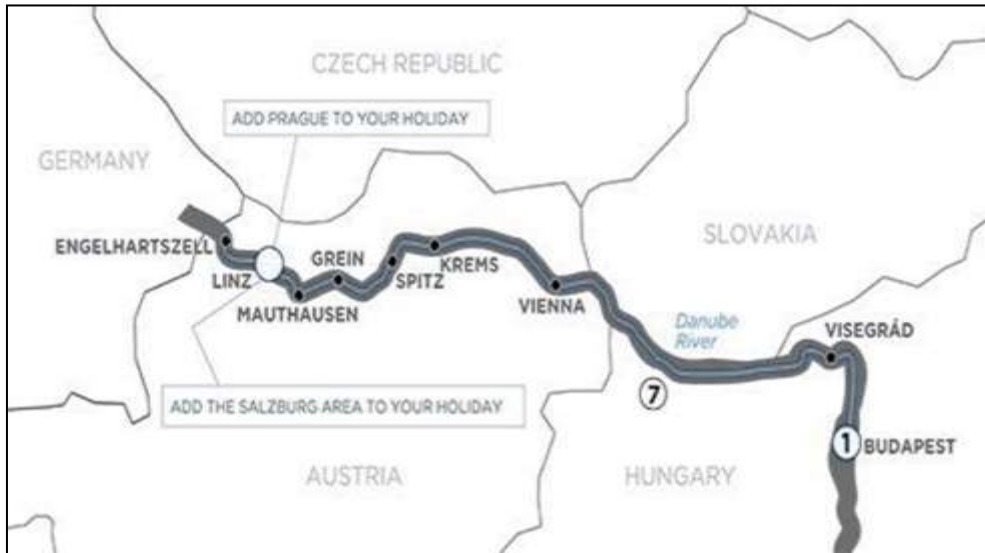 CZECH REPUBLIC
ADD PRAGUE TO YOUR HOLIDAY
GERMANY
SLOVAKIA
ENGELHARTSZELL
LINZ
GREIN
MAUTHAUSEN
SPITZ
KREMS
VIENNA
Danube
River
VISEGRÁD
7
ADD THE SALZBURG AREA TO YOUR HOLIDAY
1
BUDAPEST
AUSTRIA
HUNGARY